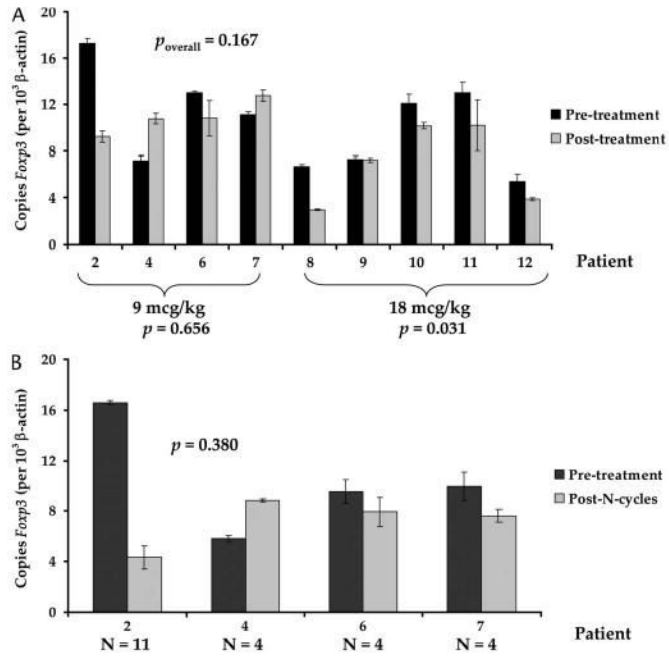 A
20
16
12
8
4
0
Copies Foxp3 (per 10³ β-actin)
p overall = 0.167
Pre-treatment
Post-treatment
2 4 6 7 8 9 10 11 12 Patient
9 mcg/kg 18 mcg/kg
p = 0.656 p = 0.031
B
20
16
12
8
4
0
Copies Foxp3 (per 10³ β-actin)
p = 0.380
Pre-treatment
Post-N-cycles
2 4 6 7 Patient
N = 11 N = 4 N = 4 N = 4